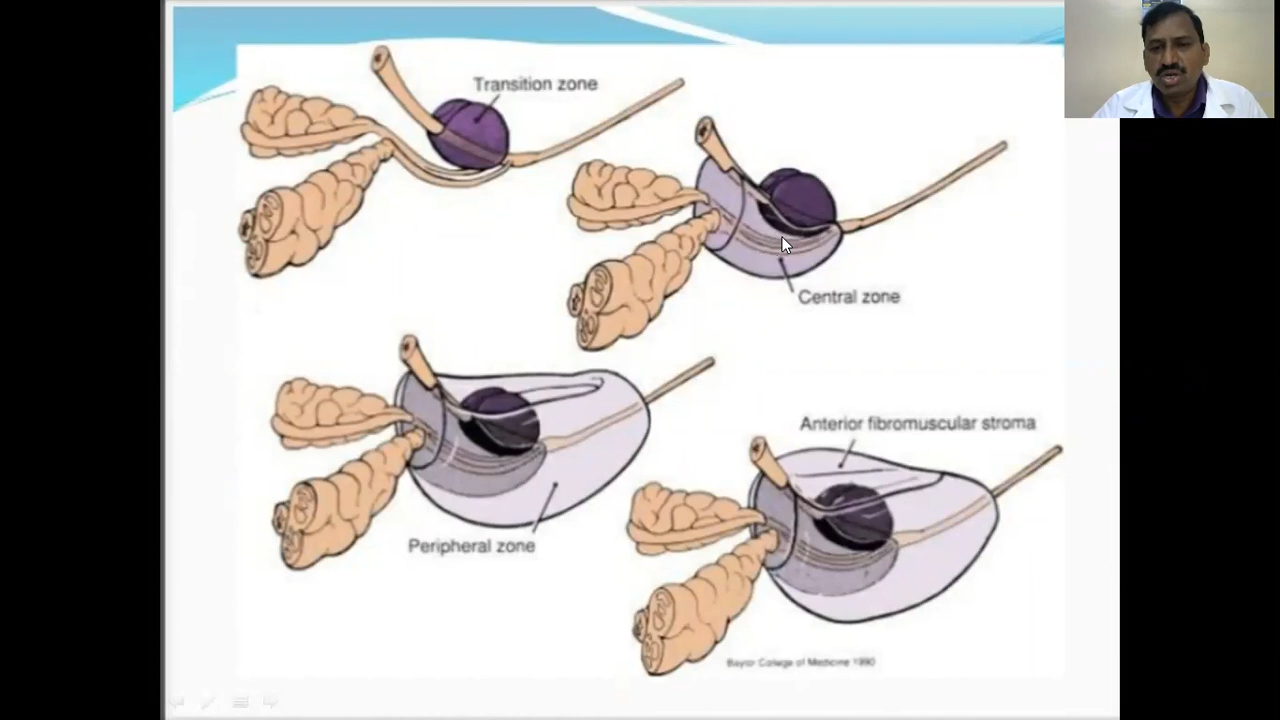 Transition zone
Central zone
Anterior fibromuscular stroma
Peripheral zone
Baylor College of Medicine 1990